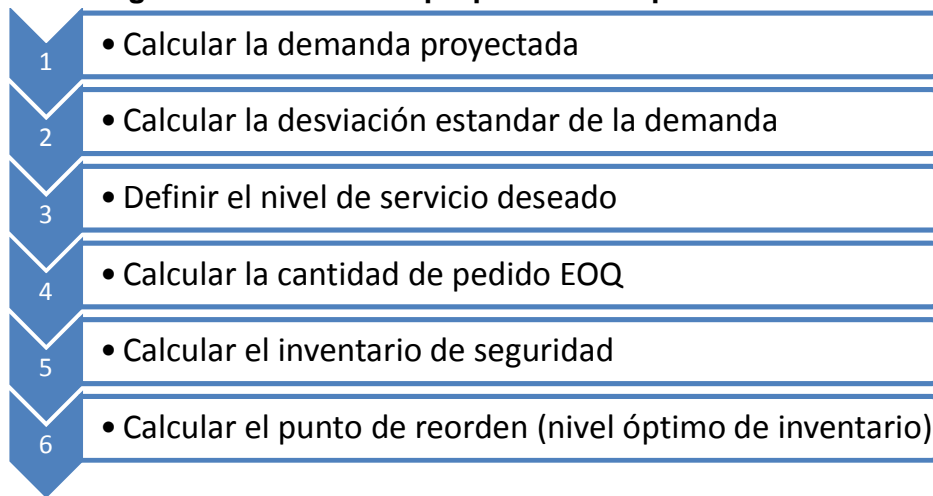 1 • Calcular la demanda proyectada
2 • Calcular la desviación estandar de la demanda
3 • Definir el nivel de servicio deseado
4 • Calcular la cantidad de pedido EOQ
5 • Calcular el inventario de seguridad
6 • Calcular el punto de reorden (nivel óptimo de inventario)